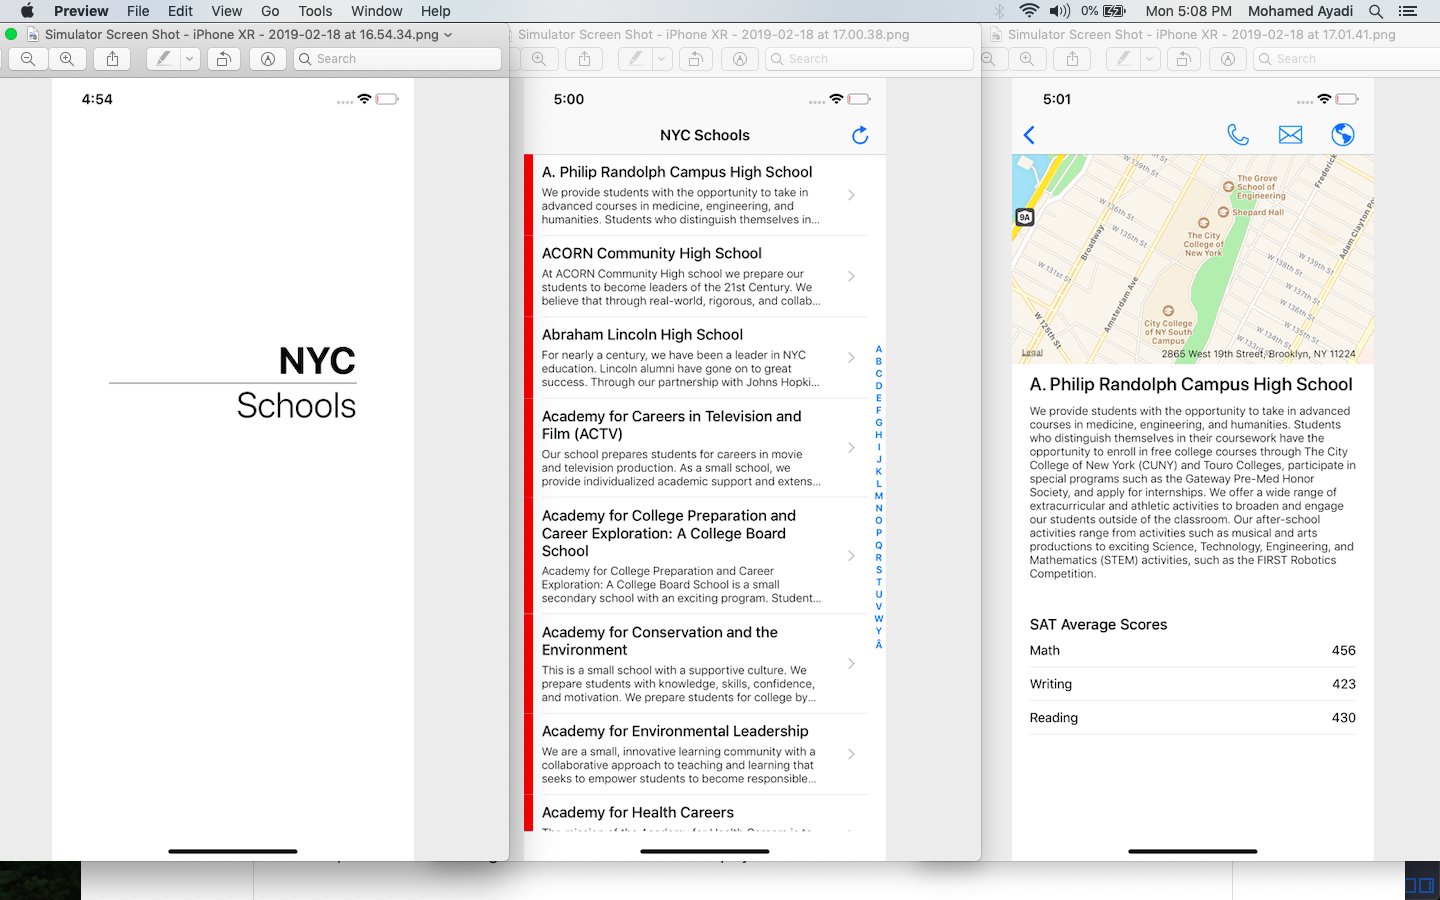 Preview File Edit View Go Tools Window Help 0% Mon 5:08 PM Mohamed Ayadi
Simulator Screen Shot - iPhone XR - 2019-02-18 at 16.54.34.png
Search
4:54
NYC
Schools
Simulator Screen Shot - iPhone XR - 2019-02-18 at 17.00.38.png
Search
5:00
NYC Schools
A. Philip Randolph Campus High School
We provide students with the opportunity to take in
advanced courses in medicine, engineering, and
humanities. Students who distinguish themselves in...
ACORN Community High School
At ACORN Community High school we prepare our
students to become leaders of the 21st Century. We
believe that through real-world, rigorous, and collab...
Abraham Lincoln High School
For nearly a century, we have been a leader in NYC
education. Lincoln alumni have gone on to great
success. Through our partnership with Johns Hopki...
Academy for Careers in Television and
Film (ACTV)
Our school prepares students for careers in movie
and television production. As a small school, we
provide individualized academic support and extens...
Academy for College Preparation and
Career Exploration: A College Board
School
Academy for College Preparation and Career
Exploration: A College Board School is a small
secondary school with an exciting program. Student...
Academy for Conservation and the
Environment
This is a small school with a supportive culture. We
prepare students with knowledge, skills, confidence,
and motivation. We prepare students for college by...
Academy for Environmental Leadership
We are a small, innovative learning community with a
collaborative approach to teaching and learning that
seeks to empower students to become responsible...
Academy for Health Careers
A
B
C
D
E
F
G
H
I
J
K
L
M
N
O
P
Q
R
S
T
U
V
W
Y
Â
Simulator Screen Shot - iPhone XR - 2019-02-18 at 17.01.41.png
Search
5:01
W 139th St
Frederick
The Grove
School of
Engineering
Shepard Hall
W 136th St
9A
The City
College of
New York
Broadway
W 135th St
Adam Clayton Po
W 139th St
W 138th St
W 131st St
Amsterdam Ave
W 137th St
W 136th St
City College
of NY South
Campus
W 125th St
W 134th St
W 133rd
Legal
2865 West 19th Street, Brooklyn, NY 11224
A. Philip Randolph Campus High School
We provide students with the opportunity to take in advanced
courses in medicine, engineering, and humanities. Students
who distinguish themselves in their coursework have the
opportunity to enroll in free college courses through The City
College of New York (CUNY) and Touro Colleges, participate in
special programs such as the Gateway Pre-Med Honor
Society, and apply for internships. We offer a wide range of
extracurricular and athletic activities to broaden and engage
our students outside of the classroom. Our after-school
activities range from activities such as musical and arts
productions to exciting Science, Technology, Engineering, and
Mathematics (STEM) activities, such as the FIRST Robotics
Competition.
SAT Average Scores
Math 456
Writing 423
Reading 430